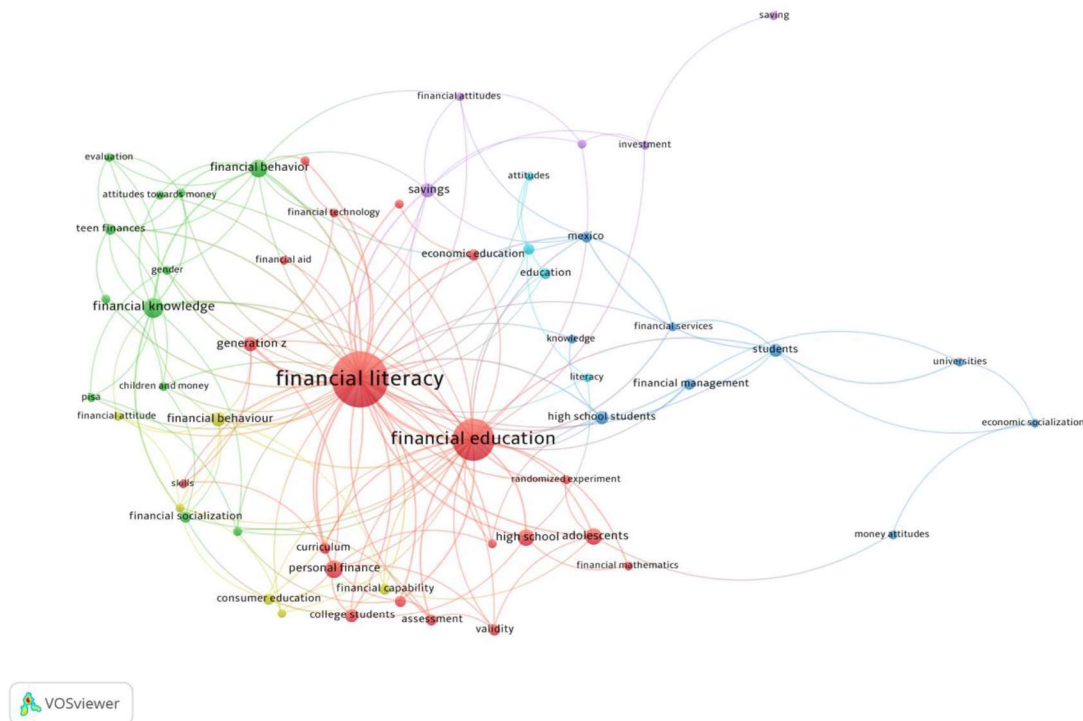 saving
financial attitudes
investment
evaluation
financial behavior
attitudes
attitudes towards money
savings
financial technology
teen finances
mexico
economic education
financial aid
gender
education
financial knowledge
financial services
generation z
knowledge
students
universities
financial literacy
literacy
children and money
financial management
pisa
financial attitude
financial behaviour
high school students
economic socialization
financial education
skills
randomized experiment
financial socialization
high school
adolescents
money attitudes
curriculum
personal finance
financial mathematics
financial capability
consumer education
college students
assessment
validity
VOSviewer